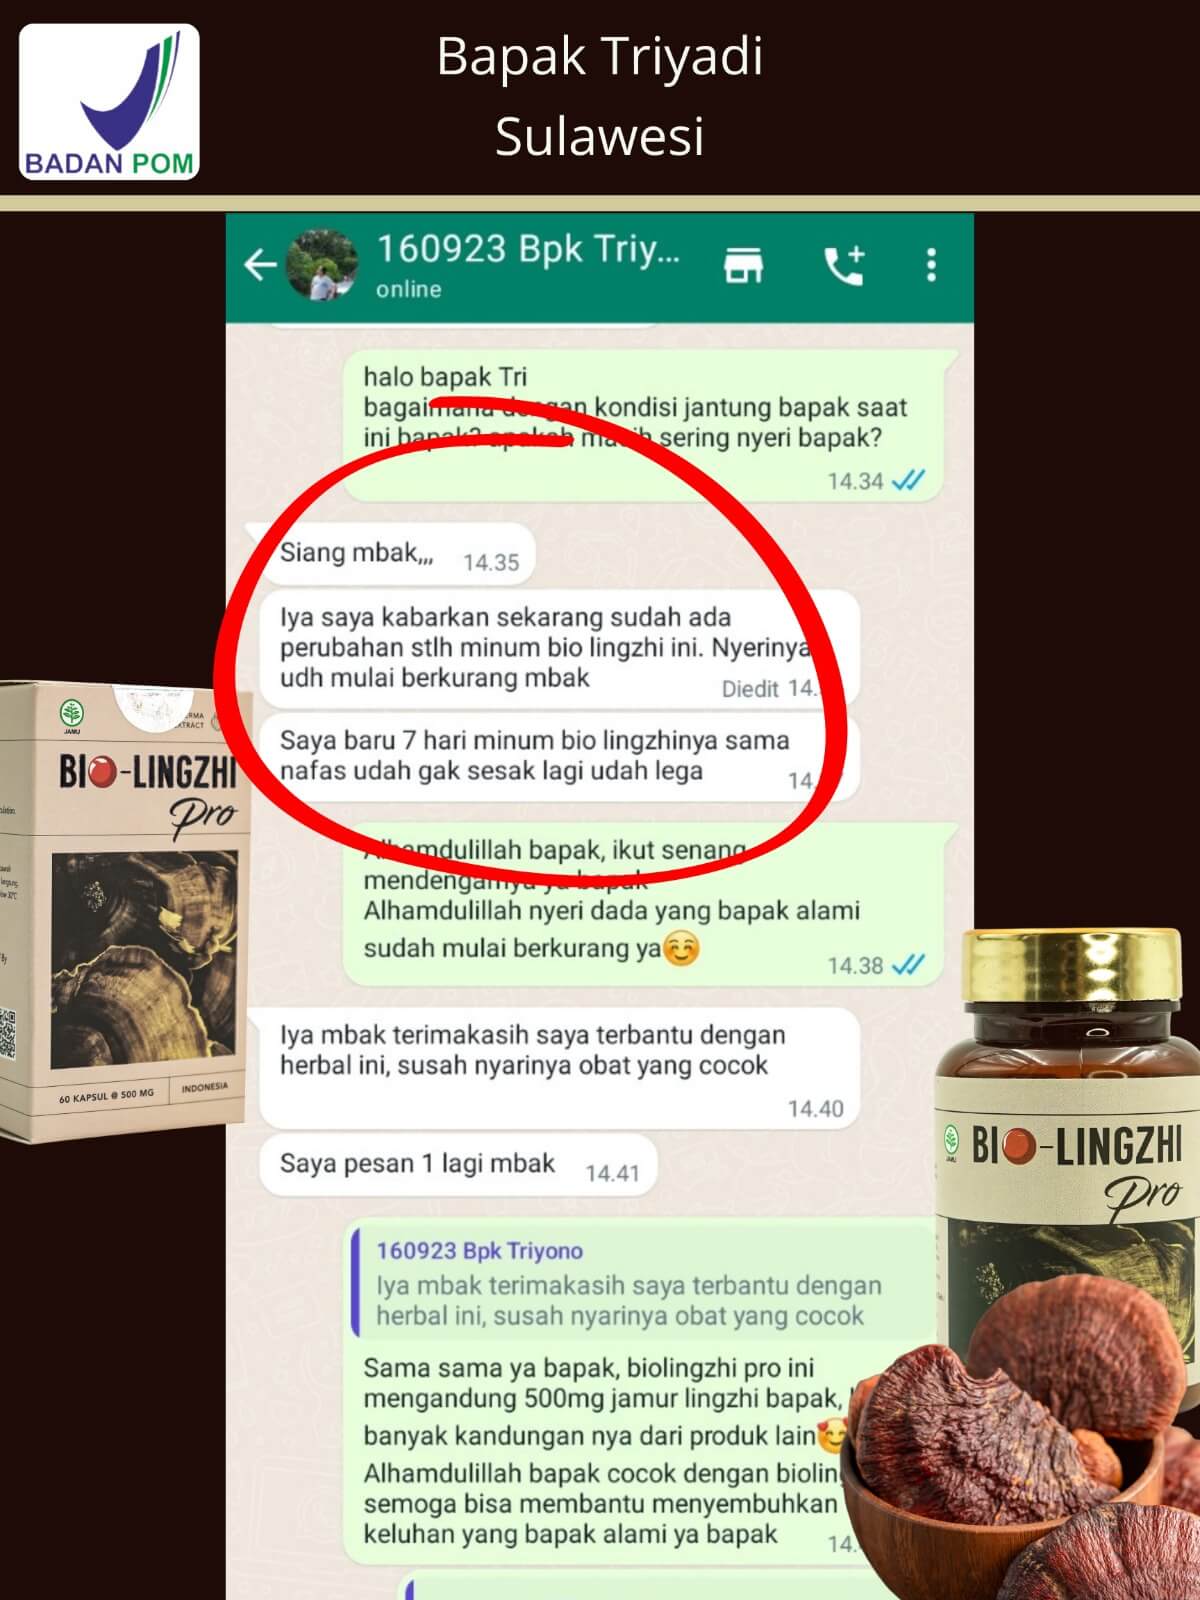 BADAN POM
Bapak Triyadi
Sulawesi
160923 Bpk Triy...
online
halo bapak Tri
bagaimana dengan kondisi jantung bapak saat
ini bapak? apakah masih sering nyeri bapak?
14.34
Siang mbak,,,
14.35
Iya saya kabarkan sekarang sudah ada
perubahan stlh minum bio lingzhi ini. Nyerinya
udh mulai berkurang mbak
Diedit 14.
Saya baru 7 hari minum bio lingzhinya sama
nafas udah gak sesak lagi udah lega
14.
Alhamdulillah bapak, ikut senang
mendengarnya ya bapak
Alhamdulillah nyeri dada yang bapak alami
sudah mulai berkurang ya😊
14.38
Iya mbak terimakasih saya terbantu dengan
herbal ini, susah nyarinya obat yang cocok
14.40
Saya pesan 1 lagi mbak
14.41
160923 Bpk Triyono
Iya mbak terimakasih saya terbantu dengan
herbal ini, susah nyarinya obat yang cocok
Sama sama ya bapak, biolingzhi pro ini
mengandung 500mg jamur lingzhi bapak,
banyak kandungan nya dari produk lain🥰
Alhamdulillah bapak cocok dengan biolin
semoga bisa membantu menyembuhkan
keluhan yang bapak alami ya bapak
14.
JAMU
BIO-LINGZHI
Pro
60 KAPSUL @ 500 MG
INDONESIA
JAMU
BIO-LINGZHI
Pro